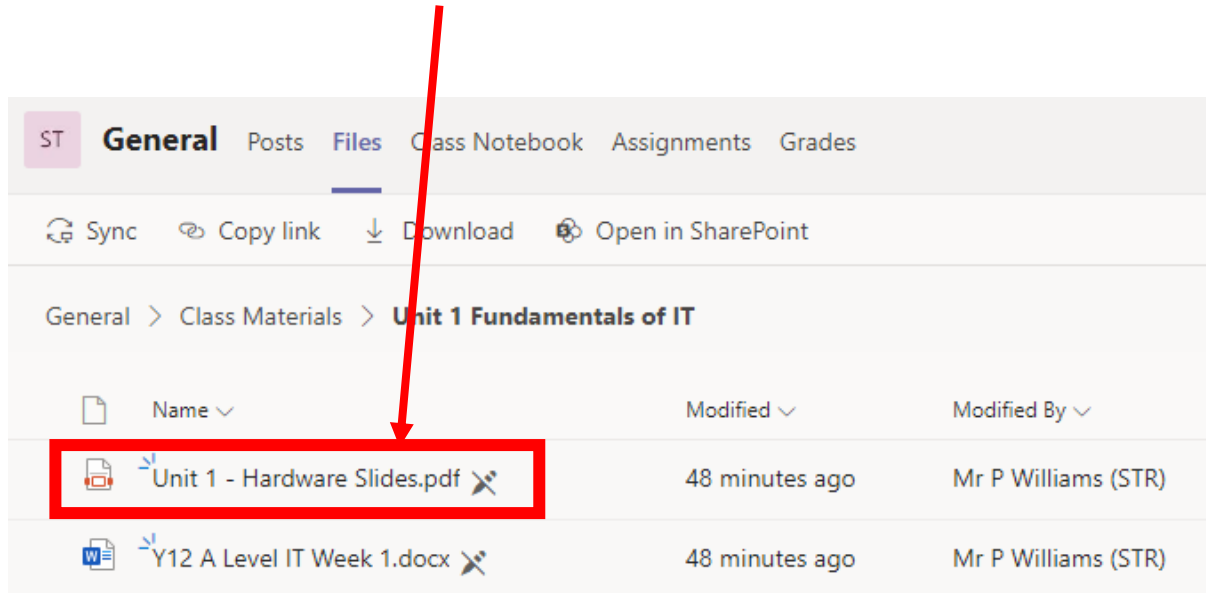 ST General Posts Files Class Notebook Assignments Grades
Sync Copy link Download Open in SharePoint
General > Class Materials > Unit 1 Fundamentals of IT
Name Modified Modified By
Unit 1 - Hardware Slides.pdf 48 minutes ago Mr P Williams (STR)
Y12 A Level IT Week 1.docx 48 minutes ago Mr P Williams (STR)